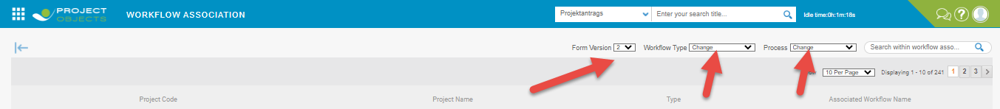 PROJECT
OBJECTS
WORKFLOW ASSOCIATION
Projektantrags
Enter your search title...
Idle time:0h:1m:18s
?
Form Version 2
Workflow Type Change
Process Change
Search within workflow asso...
10 Per Page
Displaying 1 - 10 of 241
1 2 3 >
Project Code
Project Name
Type
Associated Workflow Name